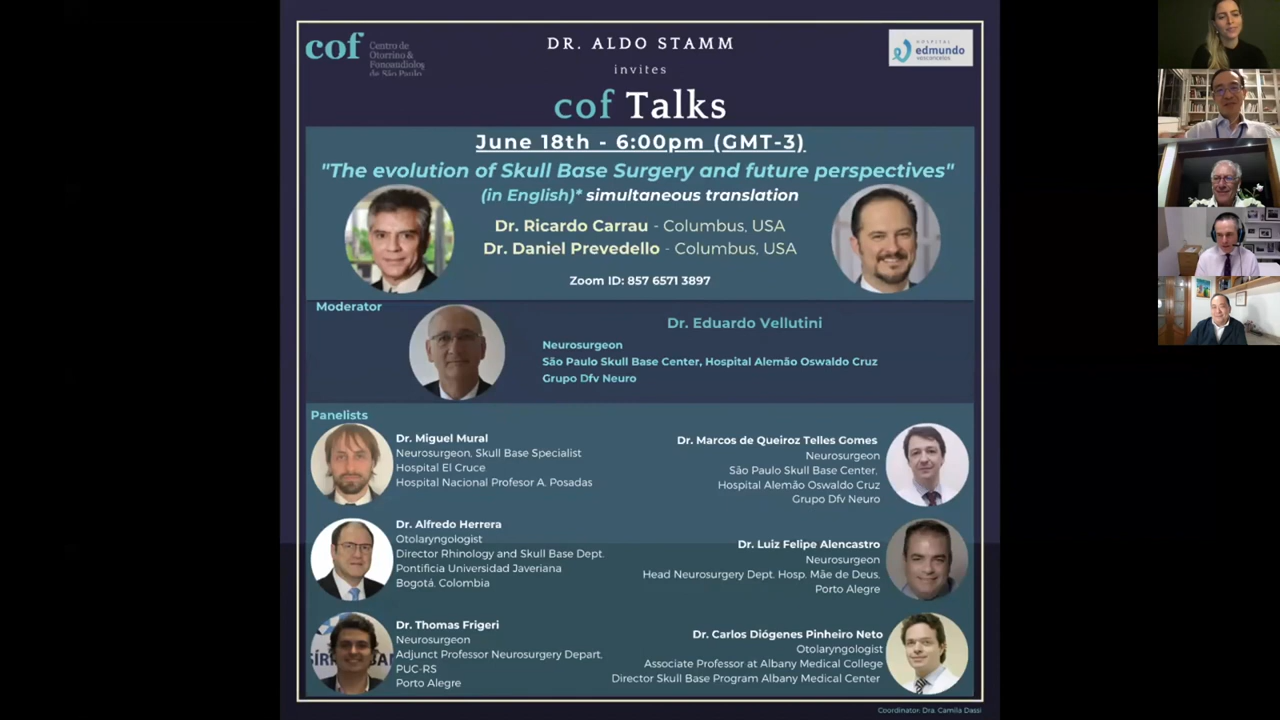 cof
Centro de
Otorrino &
Fonoaudiologia
de São Paulo
DR. ALDO STAMM
invites
cof Talks
HOSPITAL
edmundo
vasconcelos
June 18th - 6:00pm (GMT-3)
"The evolution of Skull Base Surgery and future perspectives"
(in English)* simultaneous translation
Dr. Ricardo Carrau - Columbus, USA
Dr. Daniel Prevedello - Columbus, USA
Zoom ID: 857 6571 3897
Moderator
Dr. Eduardo Vellutini
Neurosurgeon
São Paulo Skull Base Center, Hospital Alemão Oswaldo Cruz
Grupo Dfv Neuro
Panelists
Dr. Miguel Mural
Neurosurgeon, Skull Base Specialist
Hospital El Cruce
Hospital Nacional Profesor A. Posadas
Dr. Marcos de Queiroz Telles Gomes
Neurosurgeon
São Paulo Skull Base Center,
Hospital Alemão Oswaldo Cruz
Grupo Dfv Neuro
Dr. Alfredo Herrera
Otolaryngologist
Director Rhinology and Skull Base Dept.
Pontificia Universidad Javeriana
Bogotá. Colombia
Dr. Luiz Felipe Alencastro
Neurosurgeon
Head Neurosurgery Dept. Hosp. Mãe de Deus,
Porto Alegre
Dr. Thomas Frigeri
Neurosurgeon
Adjunct Professor Neurosurgery Depart,
PUC-RS
Porto Alegre
Dr. Carlos Diógenes Pinheiro Neto
Otolaryngologist
Associate Professor at Albany Medical College
Director Skull Base Program Albany Medical Center
Coordinator: Dra. Camila Dassi